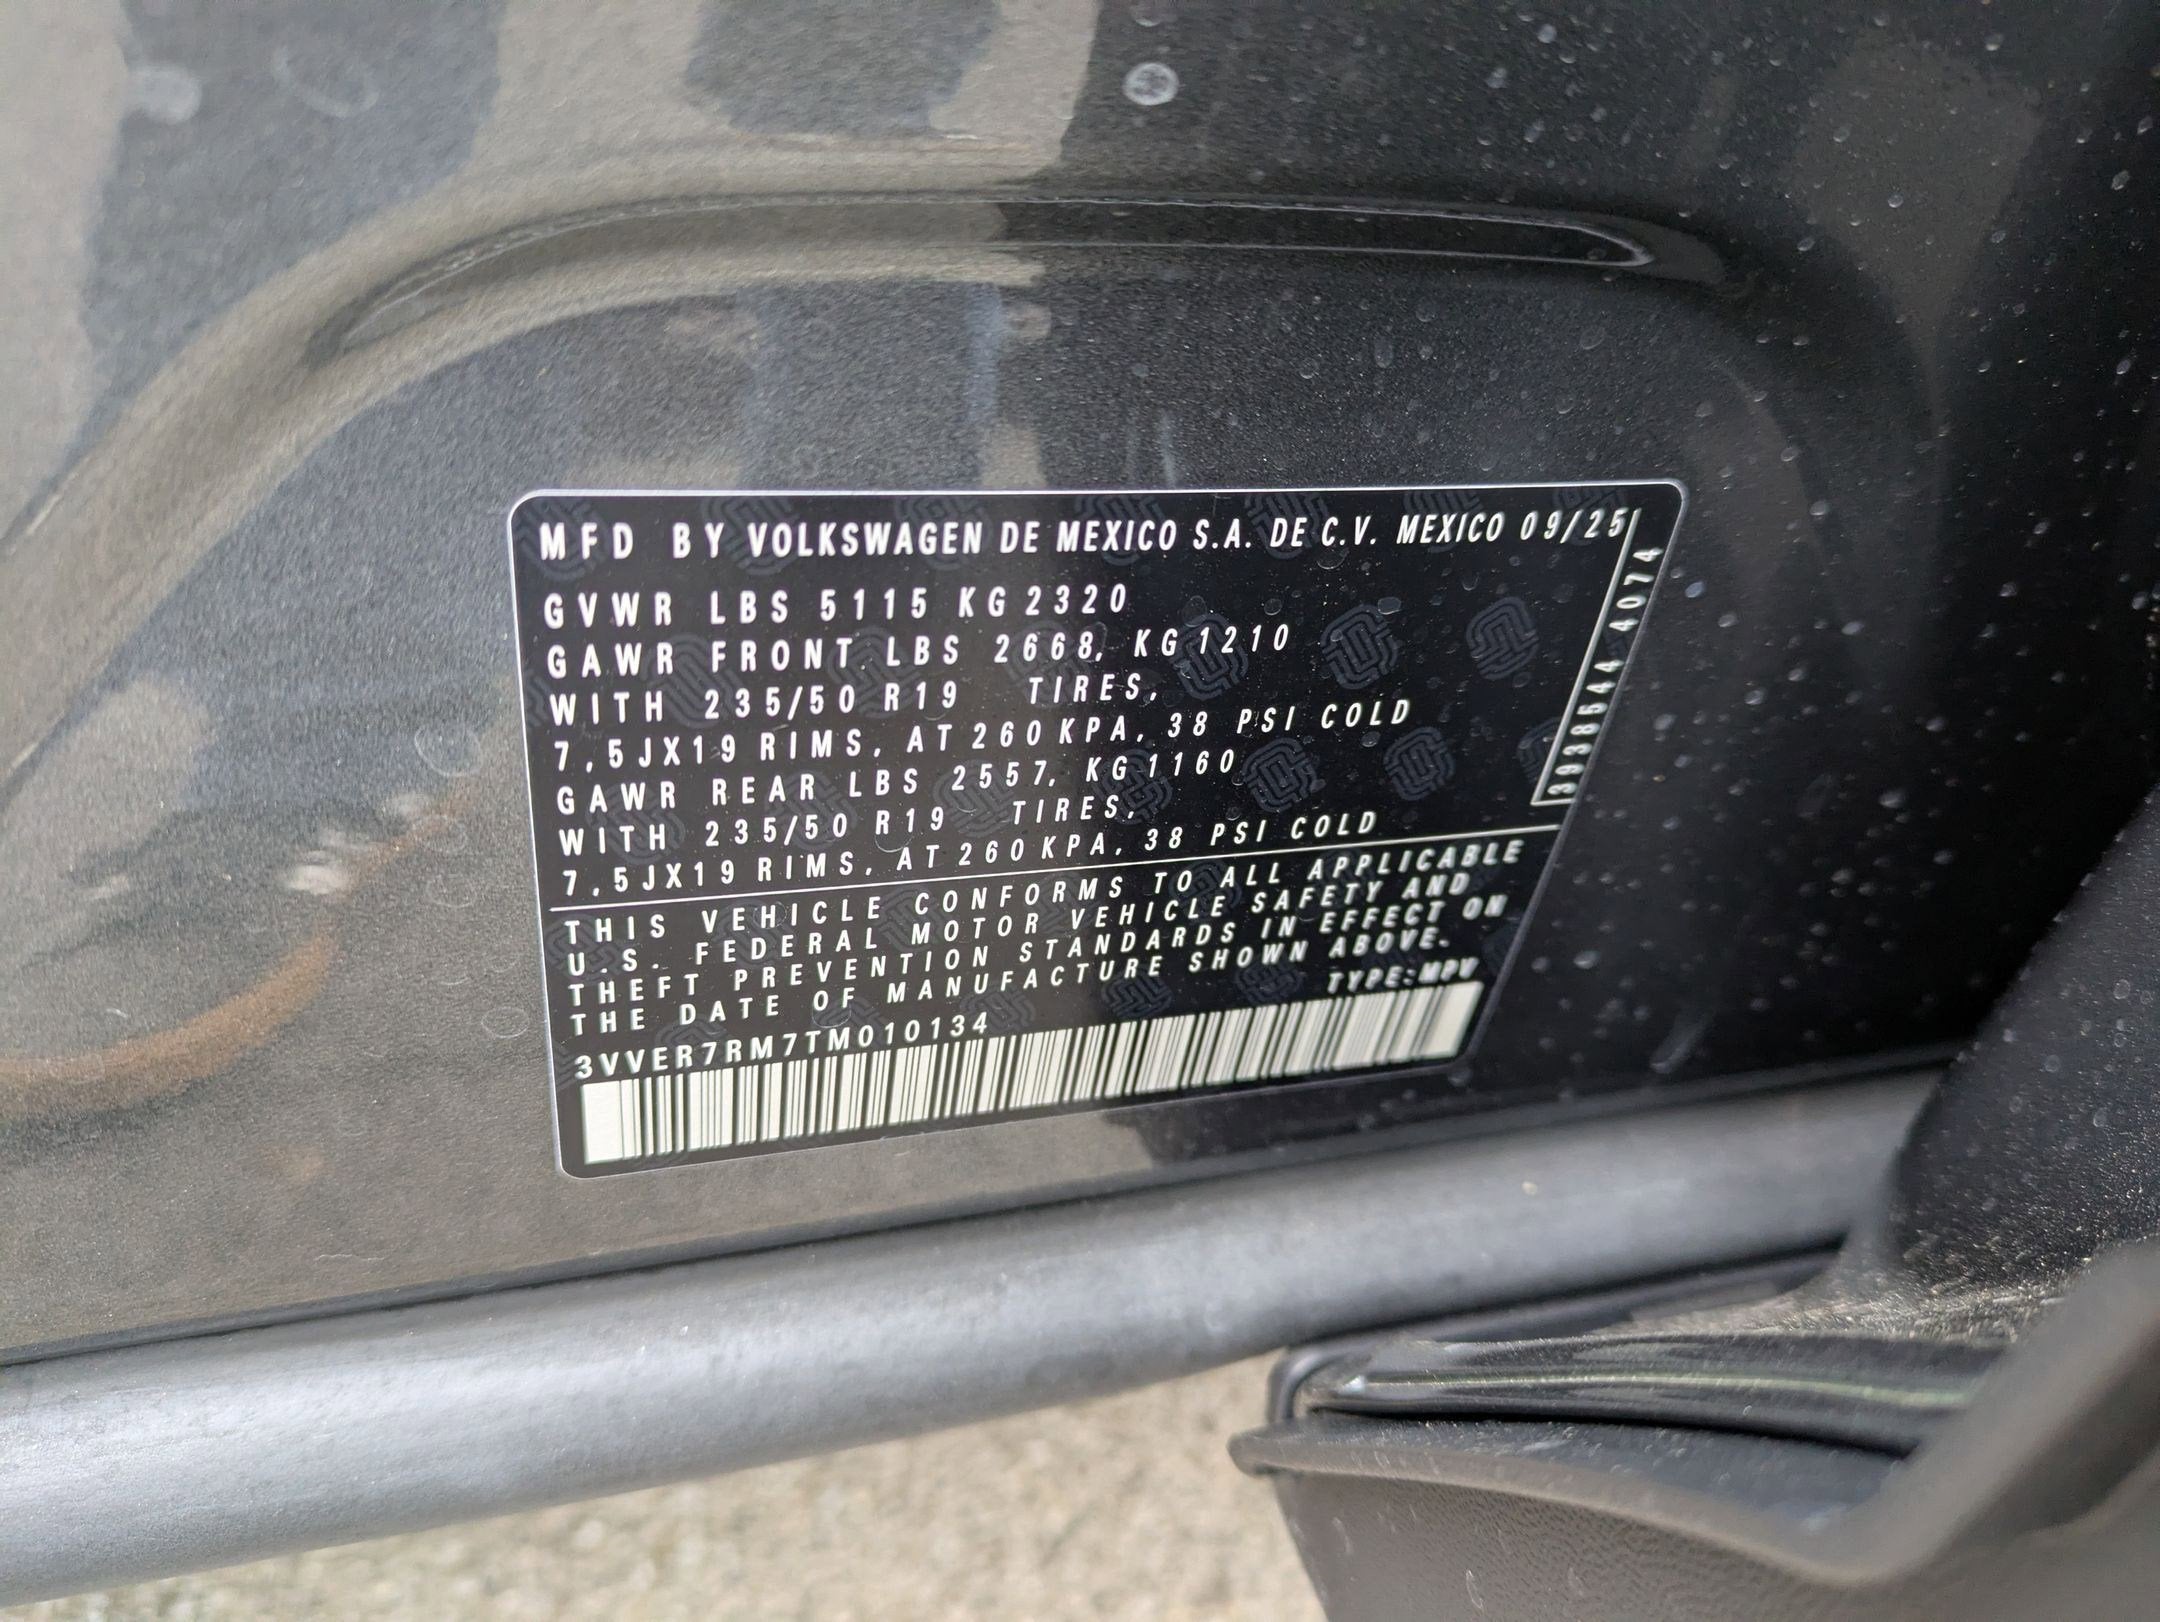 MFD BY VOLKSWAGEN DE MEXICO S.A. DE C.V. MEXICO 09/25
GVWR LBS 5115 KG 2320
GAWR FRONT LBS 2668, KG 1210
WITH 235/50 R19 TIRES,
7,5JX19 RIMS, AT 260 KPA, 38 PSI COLD
GAWR REAR LBS 2557, KG 1160
WITH 235/50 R19 TIRES,
7,5JX19 RIMS, AT 260 KPA, 38 PSI COLD
3938544 4074
THIS VEHICLE CONFORMS TO ALL APPLICABLE
U.S. FEDERAL MOTOR VEHICLE SAFETY AND
THEFT PREVENTION STANDARDS IN EFFECT ON
THE DATE OF MANUFACTURE SHOWN ABOVE.
TYPE:MPV
3VVER7RM7TM010134